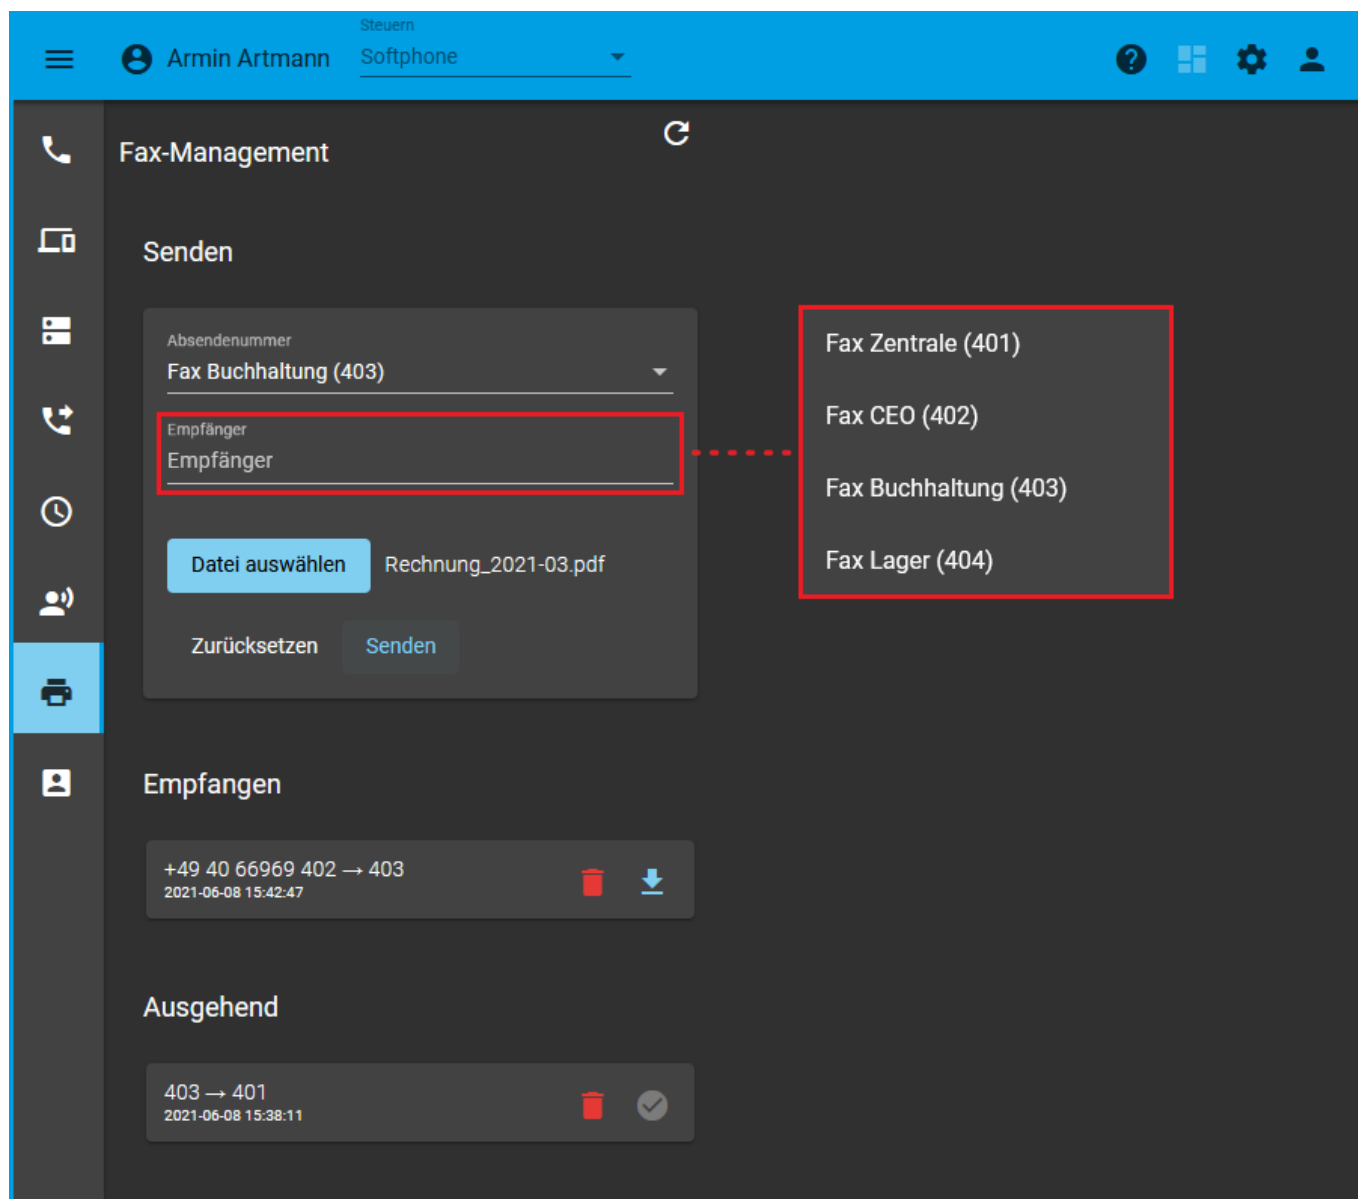 Steuern
Armin Artmann
Softphone
Fax-Management
Senden
Absendenummer
Fax Buchhaltung (403)
Empfänger
Empfänger
Datei auswählen
Rechnung_2021-03.pdf
Zurücksetzen
Senden
Fax Zentrale (401)
Fax CEO (402)
Fax Buchhaltung (403)
Fax Lager (404)
Empfangen
+49 40 66969 402 → 403
2021-06-08 15:42:47
Ausgehend
403 → 401
2021-06-08 15:38:11